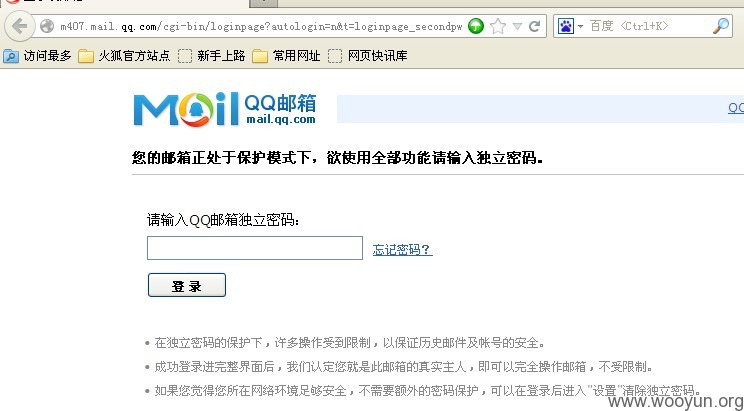 m407.mail.qq.com/cgi-bin/loginpage?autologin=n&t=loginpage_secondpw
百度 <Ctrl+K>
访问最多 火狐官方站点 新手上路 常用网址 网页快讯库
Mail QQ邮箱
mail.qq.com
您的邮箱正处于保护模式下，欲使用全部功能请输入独立密码。
请输入QQ邮箱独立密码：
忘记密码？
登 录
• 在独立密码的保护下，许多操作受到限制，以保证历史邮件及帐号的安全。
• 成功登录进完整界面后，我们认定您就是此邮箱的真实主人，即可以完全操作邮箱，不受限制。
• 如果您觉得您所在网络环境足够安全，不需要额外的密码保护，可以在登录后进入"设置"清除独立密码。
www.wooyun.org